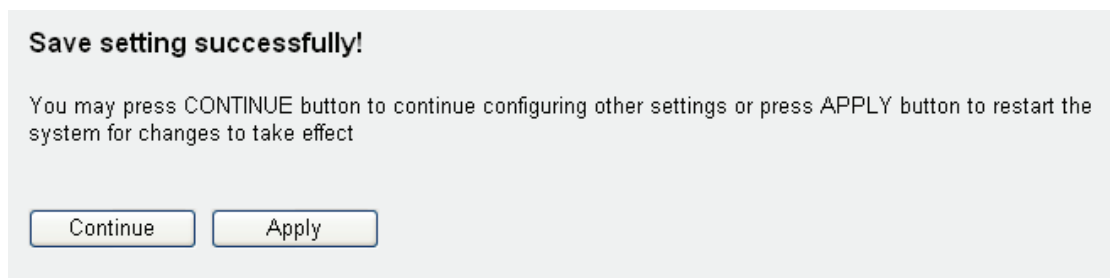 Save setting successfully!
You may press CONTINUE button to continue configuring other settings or press APPLY button to restart the
system for changes to take effect
Continue
Apply